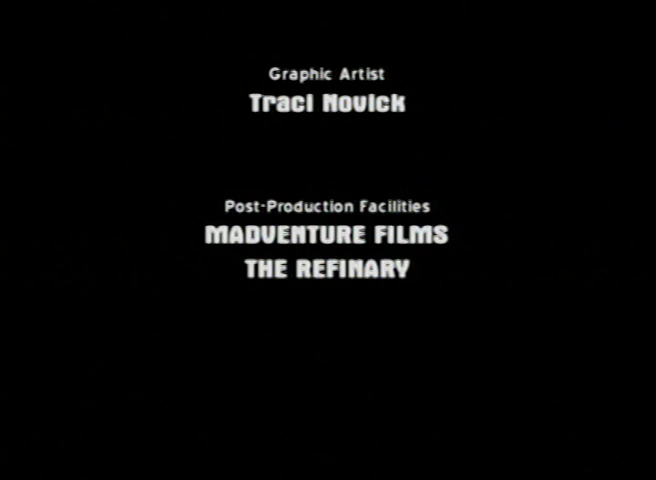 Graphic Artist
Traci Novick
Post-Production Facilities
MADVENTURE FILMS
THE REFINARY